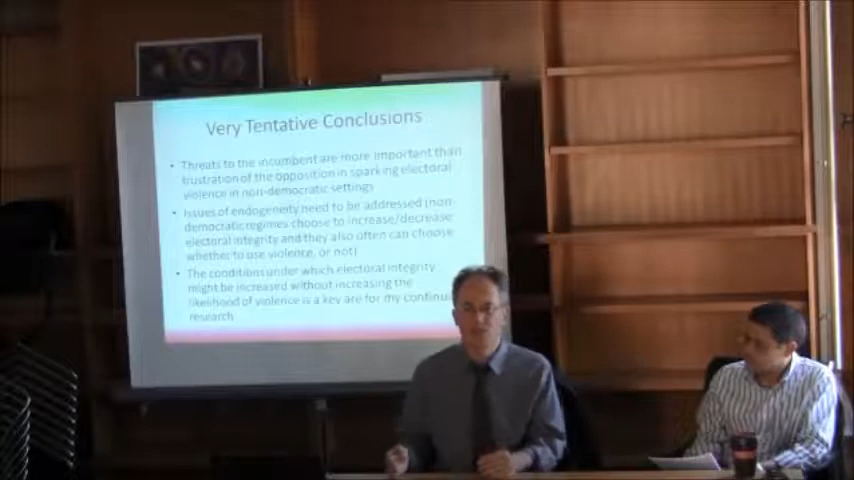 Very Tentative Conclusions
• Threats to the incumbent are more important than
frustration of the opposition in sparking electoral
violence in non-democratic settings
• Issues of endogeneity need to be addressed (non-
democratic regimes choose to increase/decrease
electoral integrity and they also often can choose
whether to use violence, or not)
• The conditions under which electoral integrity
might be increased without increasing the
likelihood of violence is a key are for my continu
research